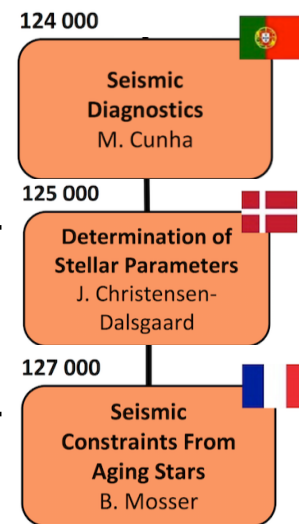 124 000
Seismic
Diagnostics
M. Cunha
125 000
Determination of
Stellar Parameters
J. Christensen-
Dalsgaard
127 000
Seismic
Constraints From
Aging Stars
B. Mosser